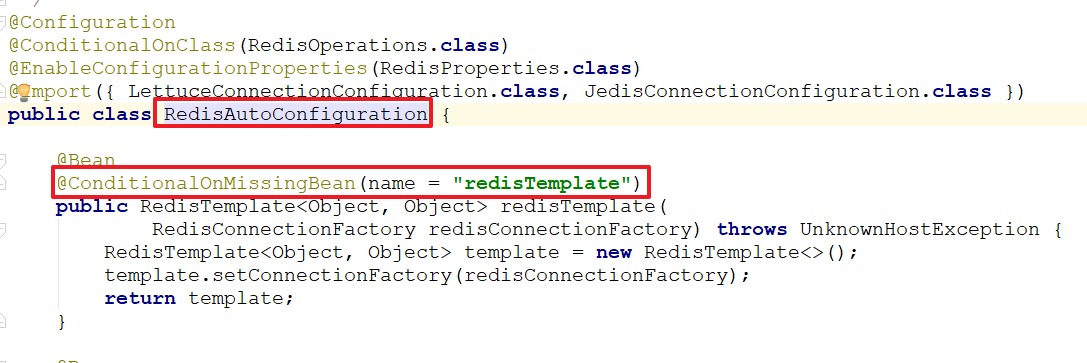 /
@Configuration
@ConditionalOnClass(RedisOperations.class)
@EnableConfigurationProperties(RedisProperties.class)
@Import({ LettuceConnectionConfiguration.class, JedisConnectionConfiguration.class })
public class RedisAutoConfiguration {
@Bean
@ConditionalOnMissingBean(name = "redisTemplate")
public RedisTemplate<Object, Object> redisTemplate(
RedisConnectionFactory redisConnectionFactory) throws UnknownHostException {
RedisTemplate<Object, Object> template = new RedisTemplate<>();
template.setConnectionFactory(redisConnectionFactory);
return template;
}